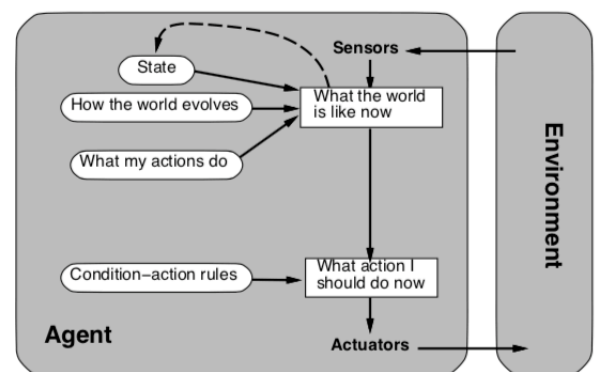 Sensors
State
How the world evolves
What the world
is like now
What my actions do
Environment
Condition–action rules
What action I
should do now
Agent
Actuators